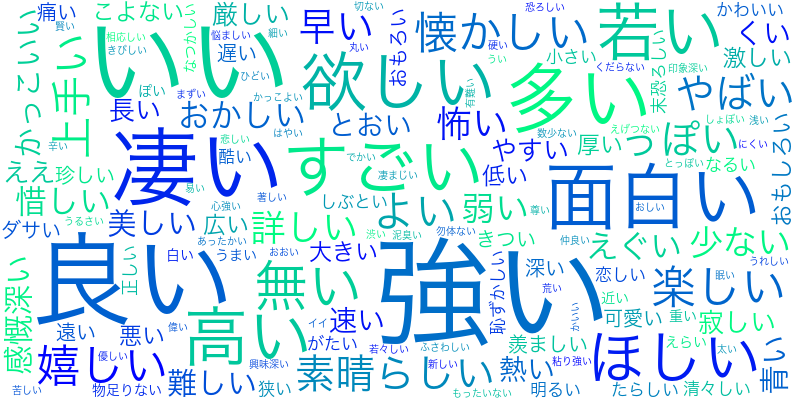 痛い
こよない
厳しい
早い
懐かしい
若い
かわいい
くい
切ない
恐ろしい
賢い
相応しい
悩ましい
細い
きびしい
なつかしい
遅い
丸い
おもろい
硬い
うい
小さい
くだらない
末恐ろしい
印象深い
激しい
かっこいい
上手い
いい
欲しい
多い
やばい
ぽい
ひどい
まずい
かっこよい
有難い
長い
おかしい
とおい
怖い
しょぼい
辛い
はやい
数少ない
えげつない
浅い
凄い
すごい
恋しい
酷い
やすい
厚い
っぽい
にくい
ええ
珍しい
でかい
とっぽい
なるい
おもしろい
易い
凄まじい
低い
面白い
惜しい
著しい
しぶとい
うるさい
心強い
尊い
おしい
ダサい
美しい
広い
詳しい
よい
弱い
あったかい
渋い
泥臭い
勿体ない
仲良い
うれしい
正しい
白い
うまい
おおい
大きい
きつい
えぐい
少ない
良い
無い
強い
深い
恋しい
眠い
感慨深い
高い
恥ずかしい
荒い
楽しい
遠い
悪い
偉い
イイ
速い
かいい
近い
可愛い
重い
寂しい
がたい
嬉しい
若々しい
ふさわしい
羨ましい
ほしい
えらい
青い
優しい
興味深い
素晴らしい
新しい
粘り強い
太い
苦しい
物足りない
難しい
狭い
もったいない
熱い
明るい
たらしい
清々しい